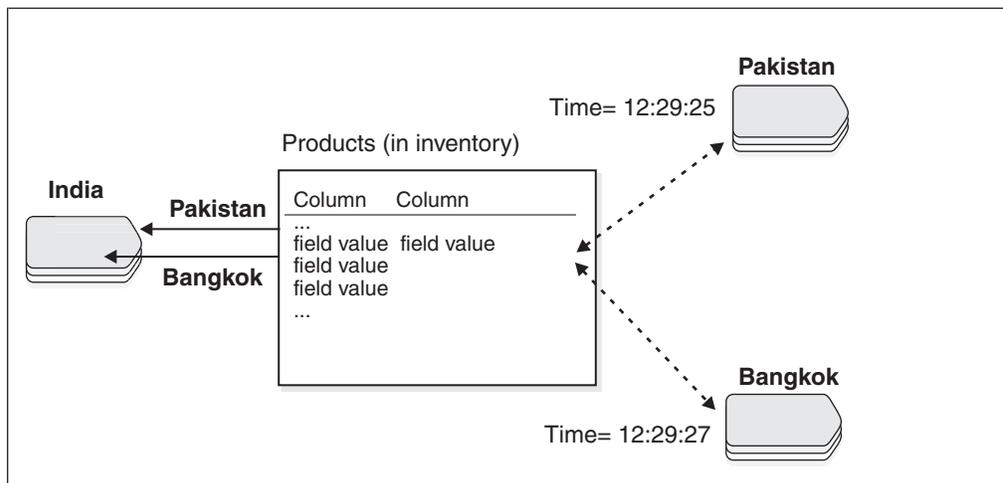 Pakistan
Time= 12:29:25
Products (in inventory)
India
Pakistan
Column Column
...
field value field value
Bangkok
field value
field value
...
Bangkok
Time= 12:29:27